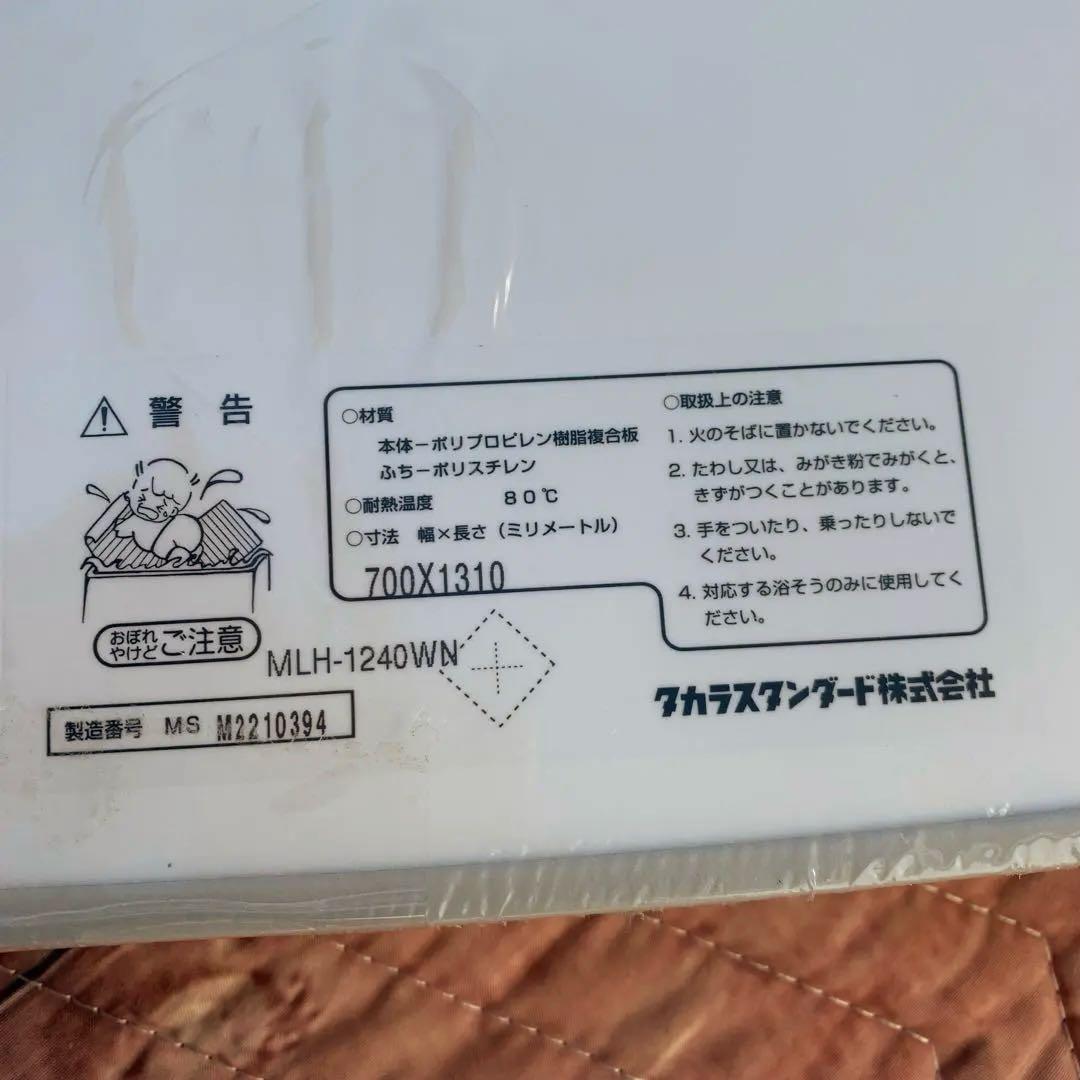 警告
おぼれ
やけど
ご注意
○材質
本体－ポリプロピレン樹脂複合板
ふち－ポリスチレン
○耐熱温度 80℃
○寸法 幅×長さ（ミリメートル）
700X1310
○取扱上の注意
1. 火のそばに置かないでください。
2. たわし又は、みがき粉でみがくと、
きずがつくことがあります。
3. 手をついたり、乗ったりしないで
ください。
4. 対応する浴そうのみに使用してく
ださい。
MLH-1240WN
製造番号 MS M2210394
タカラスタンダード株式会社